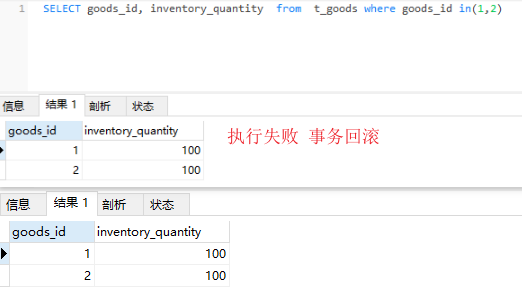 1 SELECT goods_id, inventory_quantity from t_goods where goods_id in(1,2)
信息 结果 1 剖析 状态
goods_id inventory_quantity
1 100
执行失败 事务回滚
2 100
信息 结果 1 剖析 状态
goods_id inventory_quantity
1 100
2 100